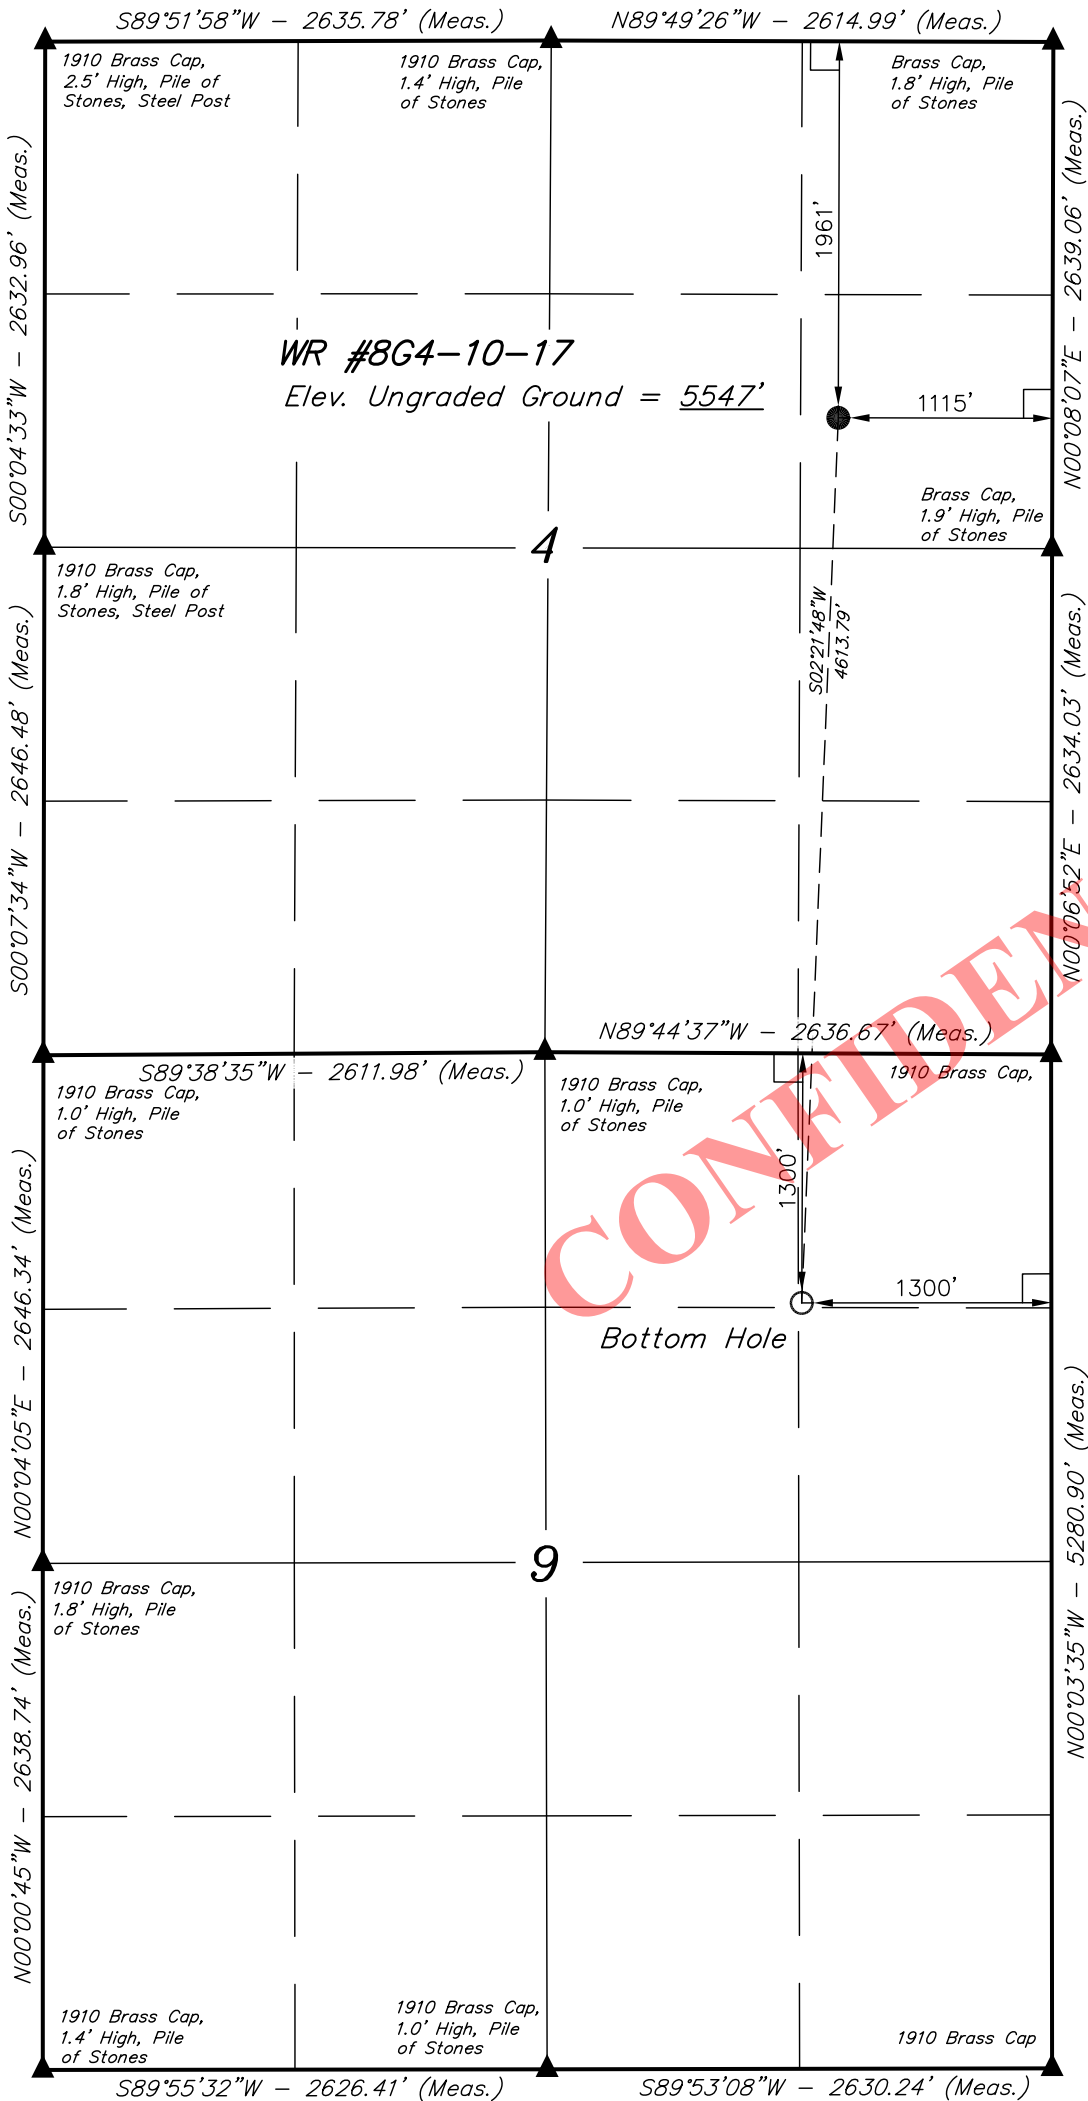 S89°51'58"W - 2635.78' (Meas.)
N89°49'26"W - 2614.99' (Meas.)
1910 Brass Cap,
2.5' High, Pile of
Stones, Steel Post
1910 Brass Cap,
1.4' High, Pile
of Stones
Brass Cap,
1.8' High, Pile
of Stones
S00°04'33"W - 2632.96' (Meas.)
N00°08'07"E - 2639.06' (Meas.)
1961'
WR #8G4-10-17
Elev. Ungraded Ground = 5547'
1115'
Brass Cap,
1.9' High, Pile
of Stones
4
1910 Brass Cap,
1.8' High, Pile of
Stones, Steel Post
S02°21'48"W
4613.79'
S00°07'34"W - 2646.48' (Meas.)
N00°06'52"E - 2634.03' (Meas.)
N89°44'37"W - 2636.67' (Meas.)
S89°38'35"W - 2611.98' (Meas.)
1910 Brass Cap,
1.0' High, Pile
of Stones
1910 Brass Cap,
1.0' High, Pile
of Stones
1910 Brass Cap,
CONFIDEN
1300'
1300'
Bottom Hole
N00°04'05"E - 2646.34' (Meas.)
N00°03'35"W - 5280.90' (Meas.)
9
1910 Brass Cap,
1.8' High, Pile
of Stones
N00°00'45"W - 2638.74' (Meas.)
1910 Brass Cap,
1.4' High, Pile
of Stones
1910 Brass Cap,
1.0' High, Pile
of Stones
1910 Brass Cap
S89°55'32"W - 2626.41' (Meas.)
S89°53'08"W - 2630.24' (Meas.)